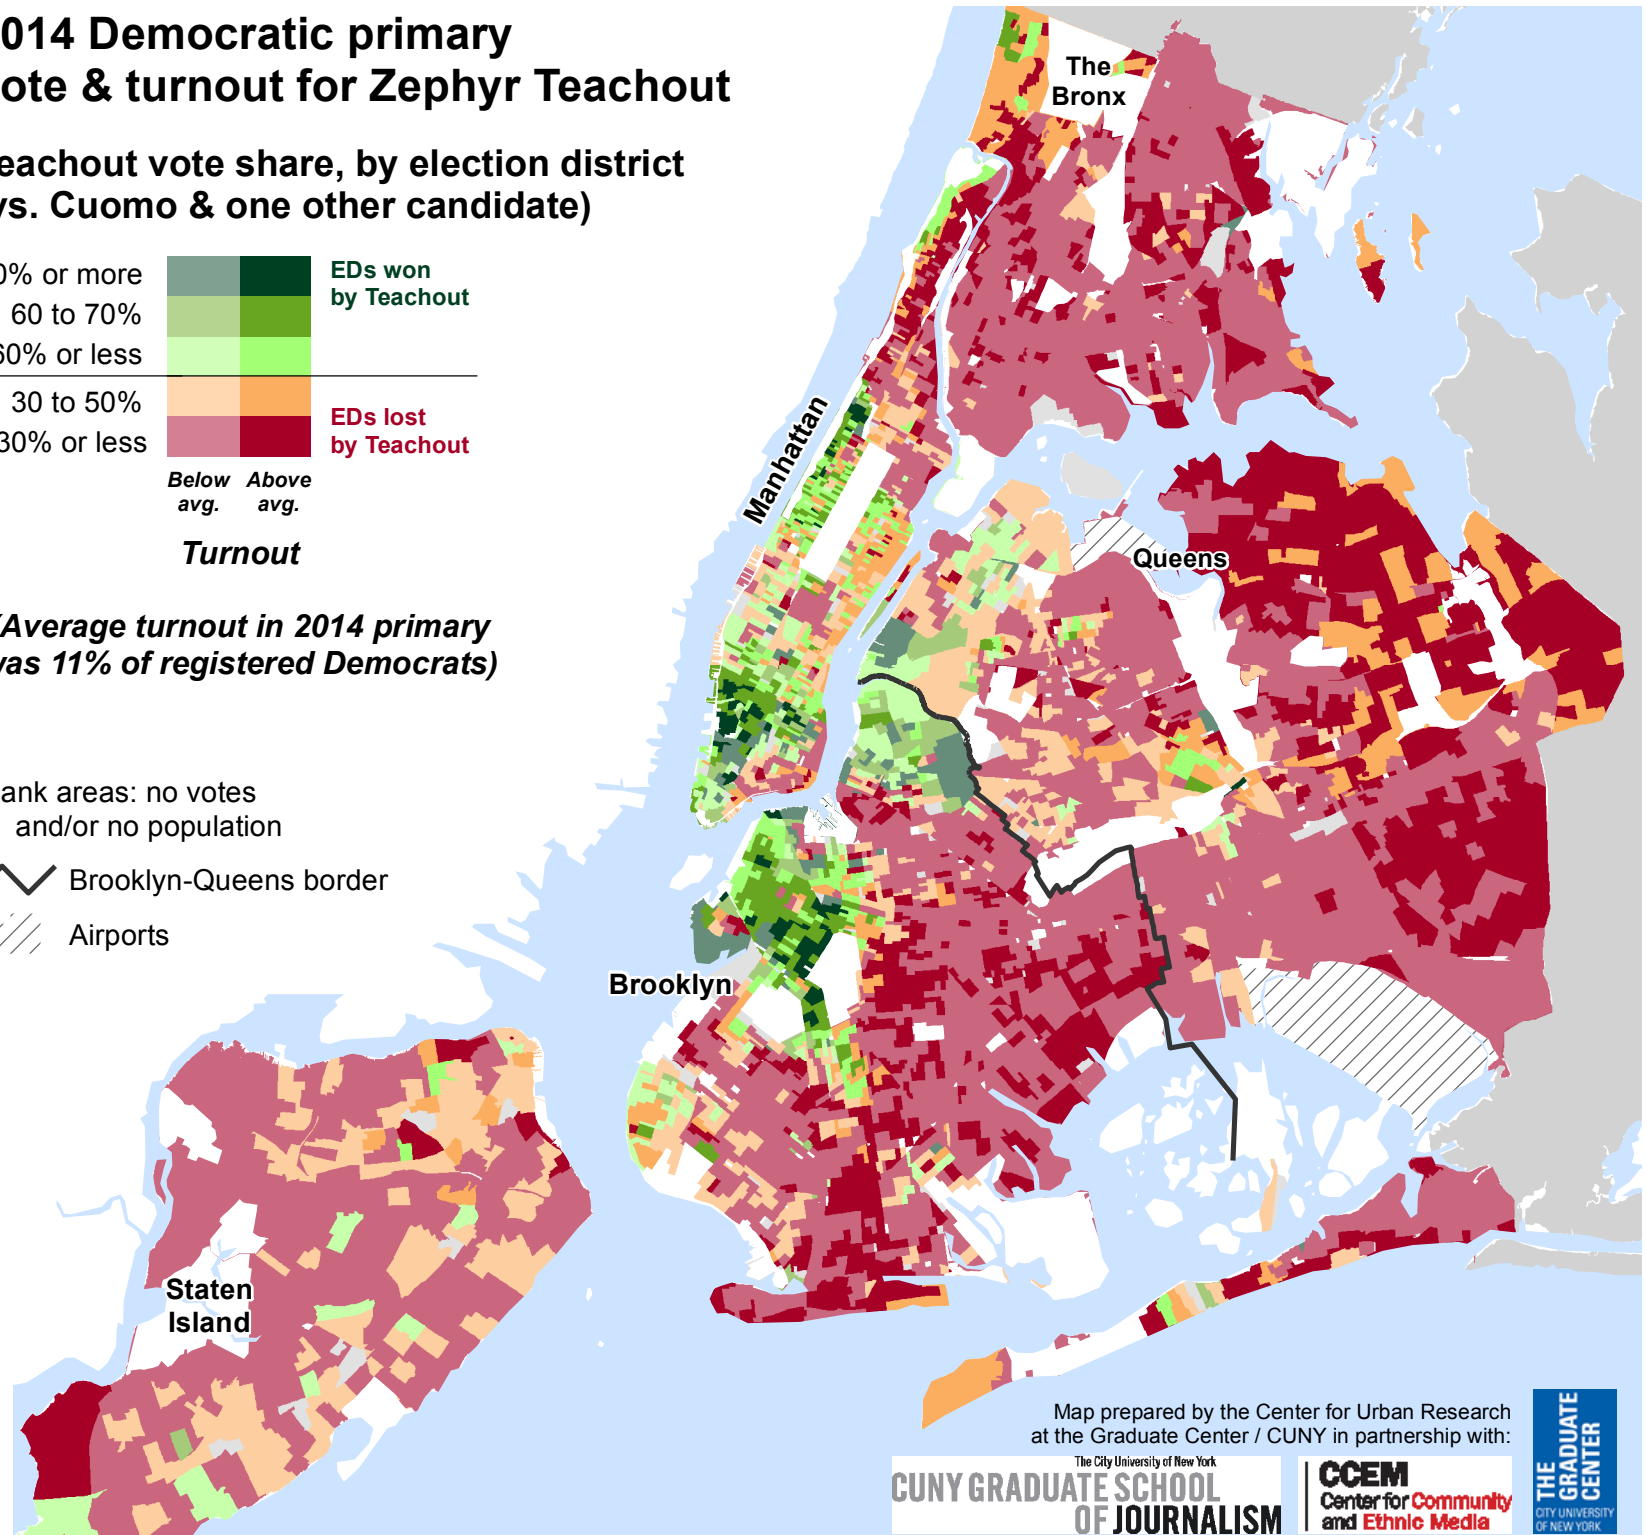 014 Democratic primary
ote & turnout for Zephyr Teachout
eachout vote share, by election district
vs. Cuomo & one other candidate)
0% or more
60 to 70%
60% or less
30 to 50%
30% or less
EDs won
by Teachout
EDs lost
by Teachout
Below
avg.
Above
avg.
Turnout
(Average turnout in 2014 primary
was 11% of registered Democrats)
ank areas: no votes
and/or no population
Brooklyn-Queens border
Airports
The
Bronx
Manhattan
Queens
Brooklyn
Staten
Island
Map prepared by the Center for Urban Research
at the Graduate Center / CUNY in partnership with:
The City University of New York
CUNY GRADUATE SCHOOL
OF JOURNALISM
CCEM
Center for Community
and Ethnic Media
THE
GRADUATE
CENTER
CITY UNIVERSITY
OF NEW YORK